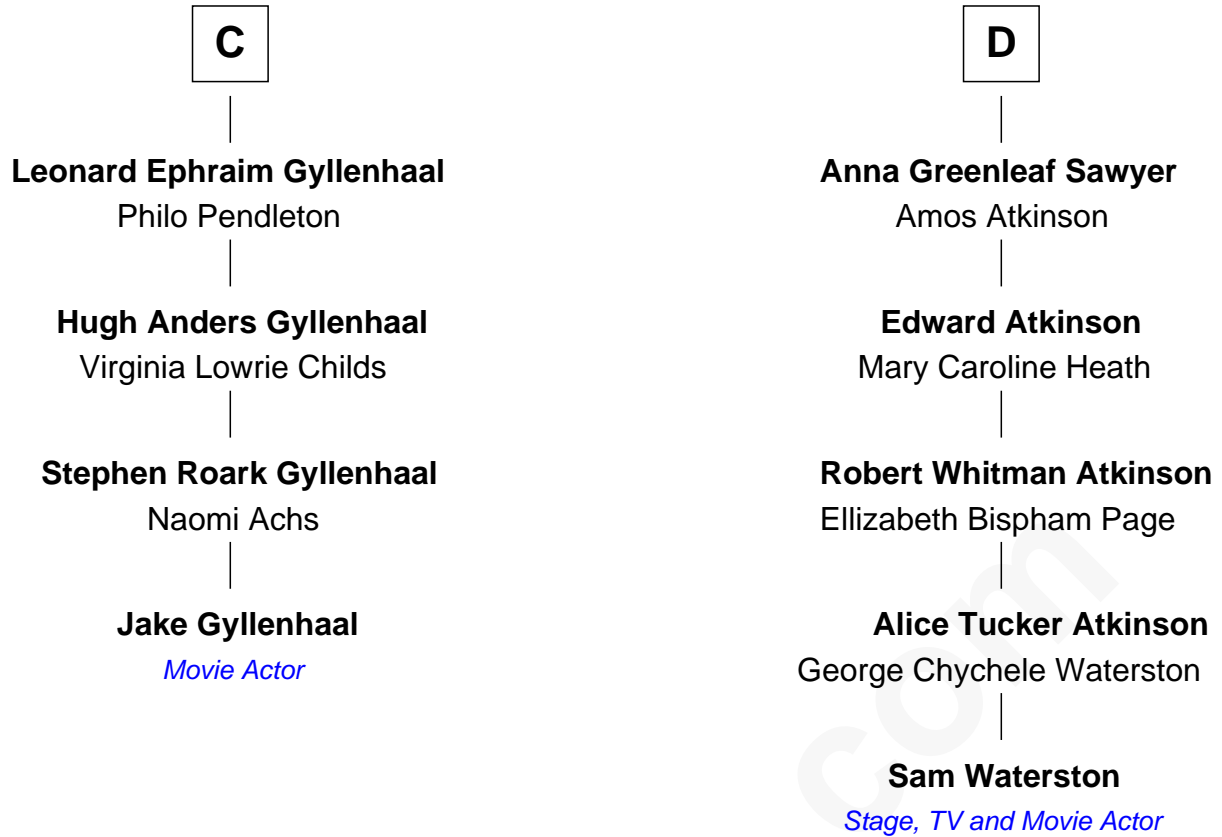 C
Leonard Ephraim Gyllenhaal
Philo Pendleton
Hugh Anders Gyllenhaal
Virginia Lowrie Childs
Stephen Roark Gyllenhaal
Naomi Achs
Jake Gyllenhaal
Movie Actor
D
Anna Greenleaf Sawyer
Amos Atkinson
Edward Atkinson
Mary Caroline Heath
Robert Whitman Atkinson
Ellizabeth Bispham Page
Alice Tucker Atkinson
George Chychele Waterston
Sam Waterston
Stage, TV and Movie Actor
com